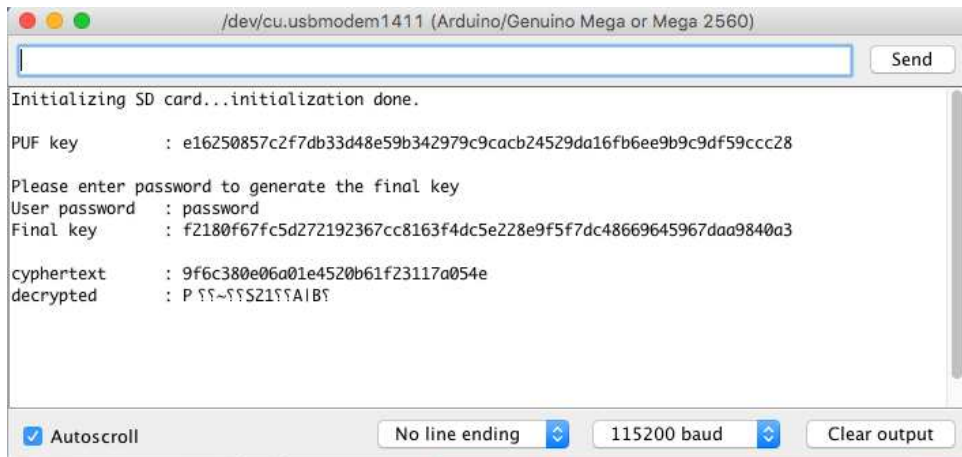 /dev/cu.usbmodem1411 (Arduino/Genuino Mega or Mega 2560)
Send
Initializing SD card...initialization done.
PUF key : e16250857c2f7db33d48e59b342979c9cacb24529da16fb6ee9b9c9df59ccc28
Please enter password to generate the final key
User password : password
Final key : f2180f67fc5d272192367cc8163f4dc5e228e9f5f7dc48669645967daa9840a3
cyphertext : 9f6c380e06a01e4520b61f23117a054e
decrypted : P ⸮⸮~⸮⸮S21⸮⸮A|B⸮
Autoscroll No line ending 115200 baud Clear output